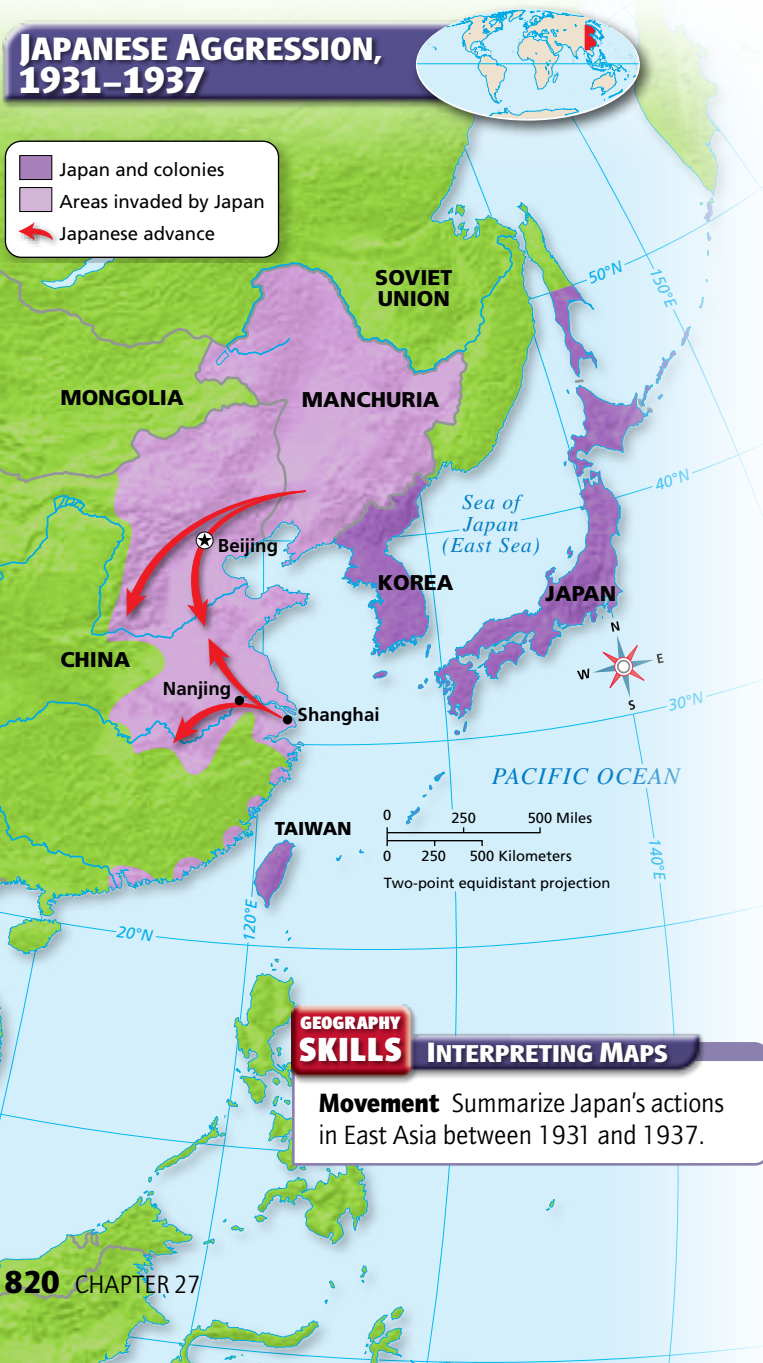 JAPANESE AGGRESSION,
1931–1937
Japan and colonies
Areas invaded by Japan
Japanese advance
SOVIET
UNION
50°N
150°E
MONGOLIA
MANCHURIA
40°N
Sea of
Japan
(East Sea)
Beijing
KOREA
JAPAN
N
E
W
S
CHINA
Nanjing
Shanghai
30°N
PACIFIC OCEAN
TAIWAN
0 250 500 Miles
0 250 500 Kilometers
Two-point equidistant projection
140°E
120°E
20°N
GEOGRAPHY
SKILLS INTERPRETING MAPS
Movement Summarize Japan's actions
in East Asia between 1931 and 1937.
820 CHAPTER 27